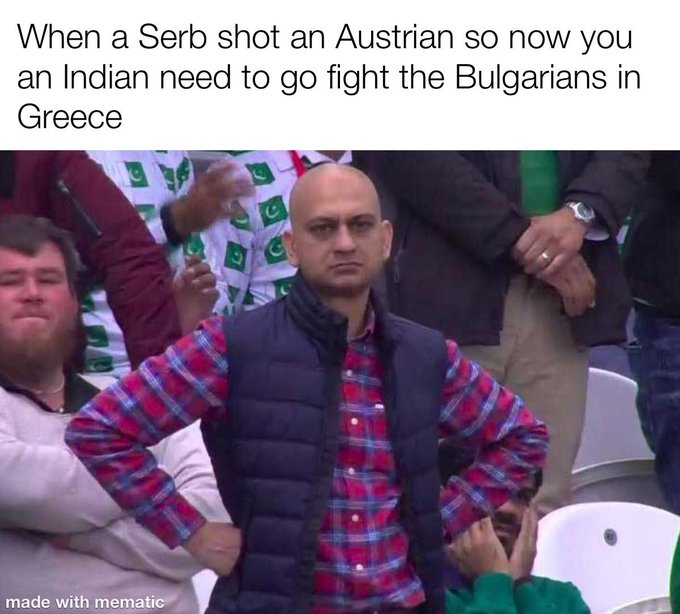 When a Serb shot an Austrian so now you
an Indian need to go fight the Bulgarians in
Greece
made with mematic